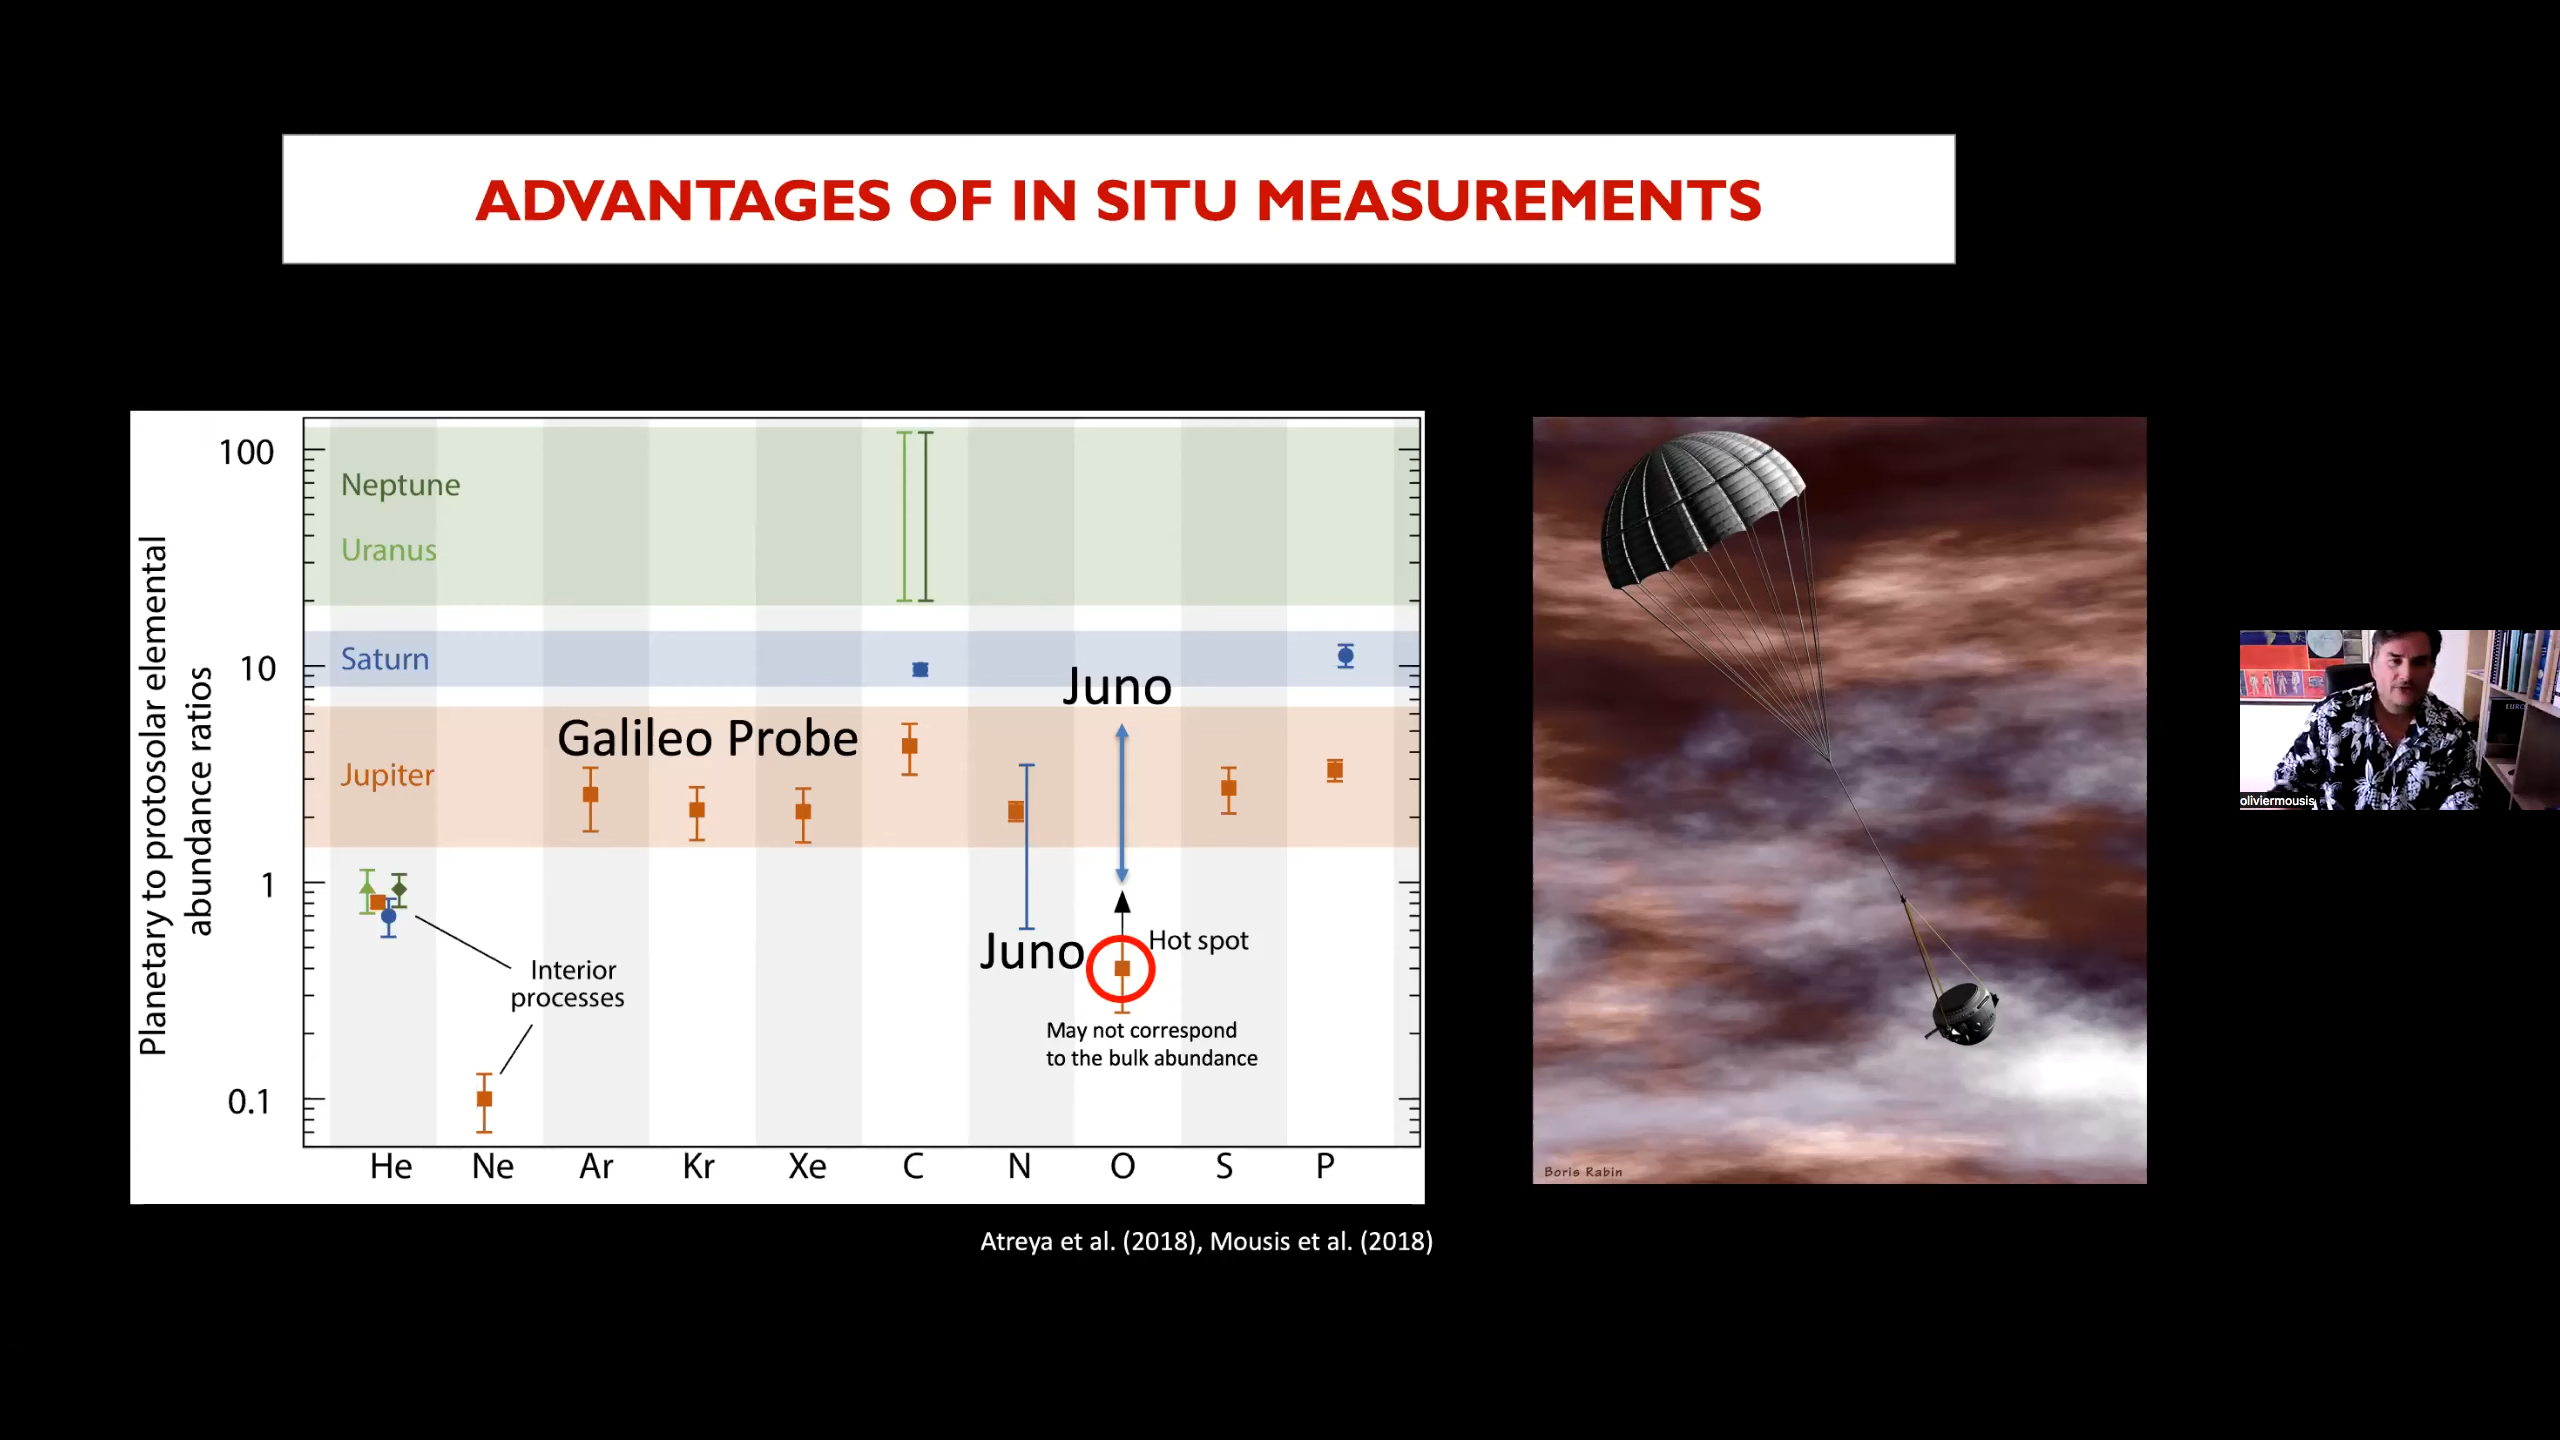 ADVANTAGES OF IN SITU MEASUREMENTS
Planetary to protosolar elemental
abundance ratios
100
10
1
0.1
Neptune
Uranus
Saturn
Jupiter
Galileo Probe
Juno
Juno
Hot spot
May not correspond
to the bulk abundance
Interior
processes
He Ne Ar Kr Xe C N O S P
Boris Rabin
Atreya et al. (2018), Mousis et al. (2018)
oliviermousis